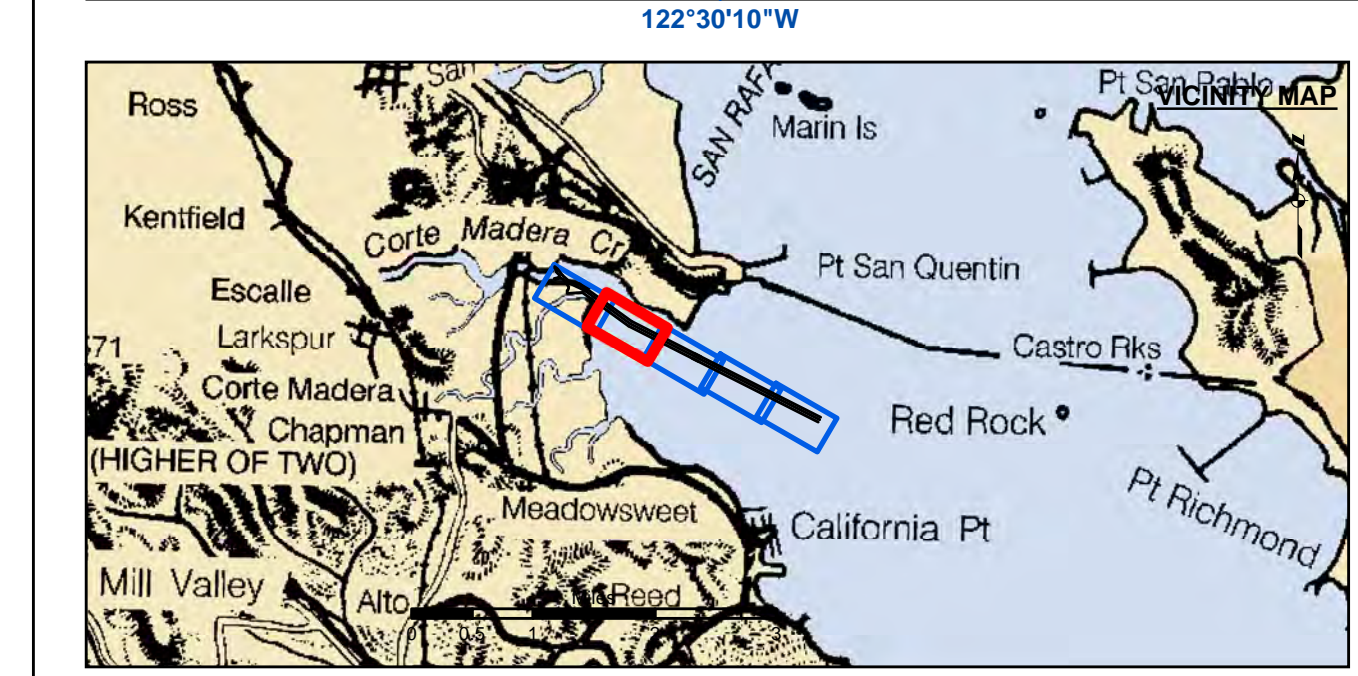 122°30'10"W
Pt San Pablo
VICINITY MAP
Ross
San
SAN RAF
Marin Is
Kentfield
Corte Madera Cr
Pt San Quentin
Escalle
Larkspur
Castro Rks
71
Corte Madera
Red Rock
Chapman
(HIGHER OF TWO)
Pt Richmond
Meadowsweet
California Pt
Mill Valley
Alto
Miles
Reed
0 0.5 1 2 3